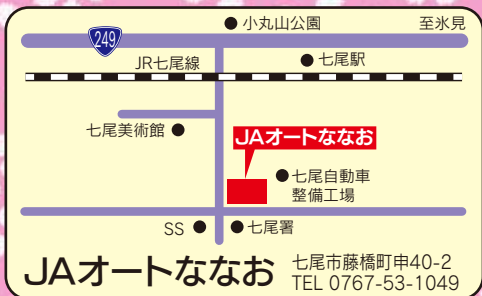 小丸山公園
至氷見
249
JR七尾線
七尾駅
七尾美術館
JAオートななお
七尾自動車
整備工場
SS
七尾署
JAオートななお
七尾市藤橋町申40-2
TEL 0767-53-1049